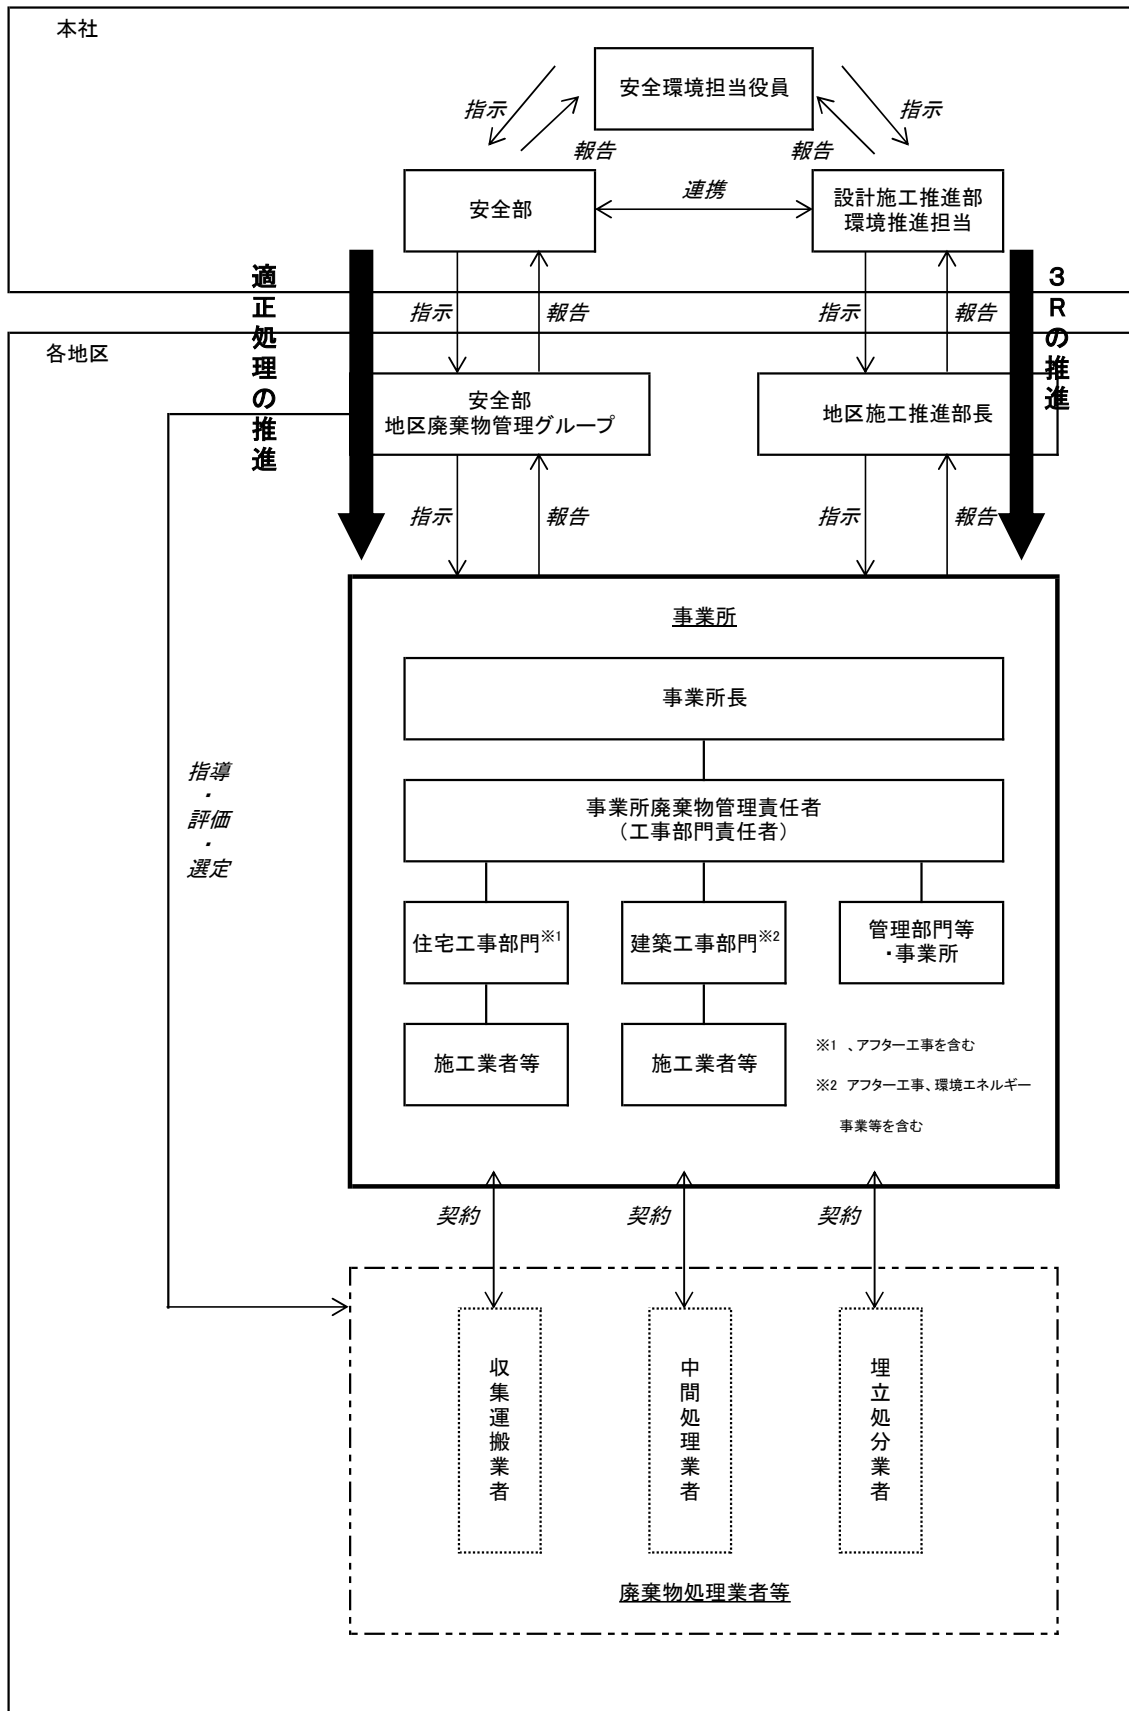 本社
安全環境担当役員
指示
指示
報告
報告
安全部
連携
設計施工推進部
環境推進担当
適正処理の推進
3Rの推進
指示
報告
指示
報告
各地区
安全部
地区廃棄物管理グループ
地区施工推進部長
指示
報告
指示
報告
事業所
事業所長
指導
・
評価
・
選定
事業所廃棄物管理責任者
（工事部門責任者）
住宅工事部門※1
建築工事部門※2
管理部門等
・事業所
施工業者等
施工業者等
※1 、アフター工事を含む
※2 アフター工事、環境エネルギー
事業等を含む
契約
契約
契約
収集運搬業者
中間処理業者
埋立処分業者
廃棄物処理業者等